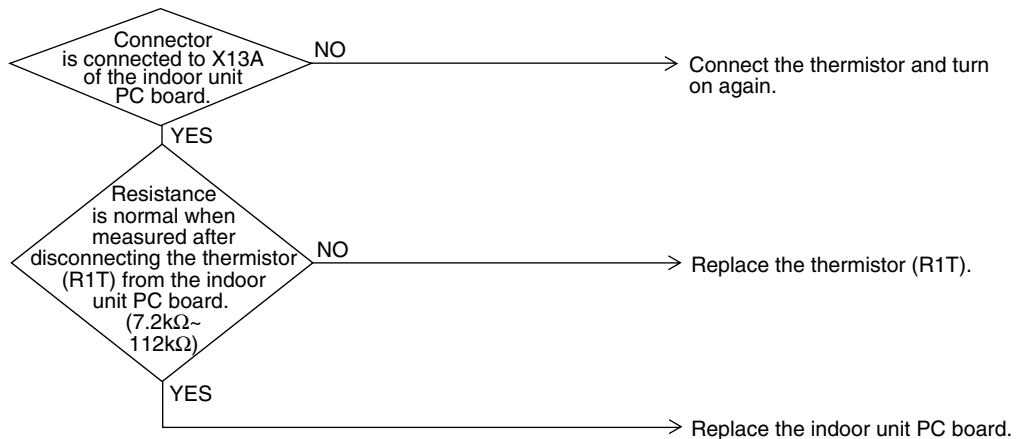 Connector
is connected to X13A
of the indoor unit
PC board.
NO
Connect the thermistor and turn
on again.
YES
Resistance
is normal when
measured after
disconnecting the thermistor
(R1T) from the indoor
unit PC board.
(7.2kΩ~
112kΩ)
NO
Replace the thermistor (R1T).
YES
Replace the indoor unit PC board.